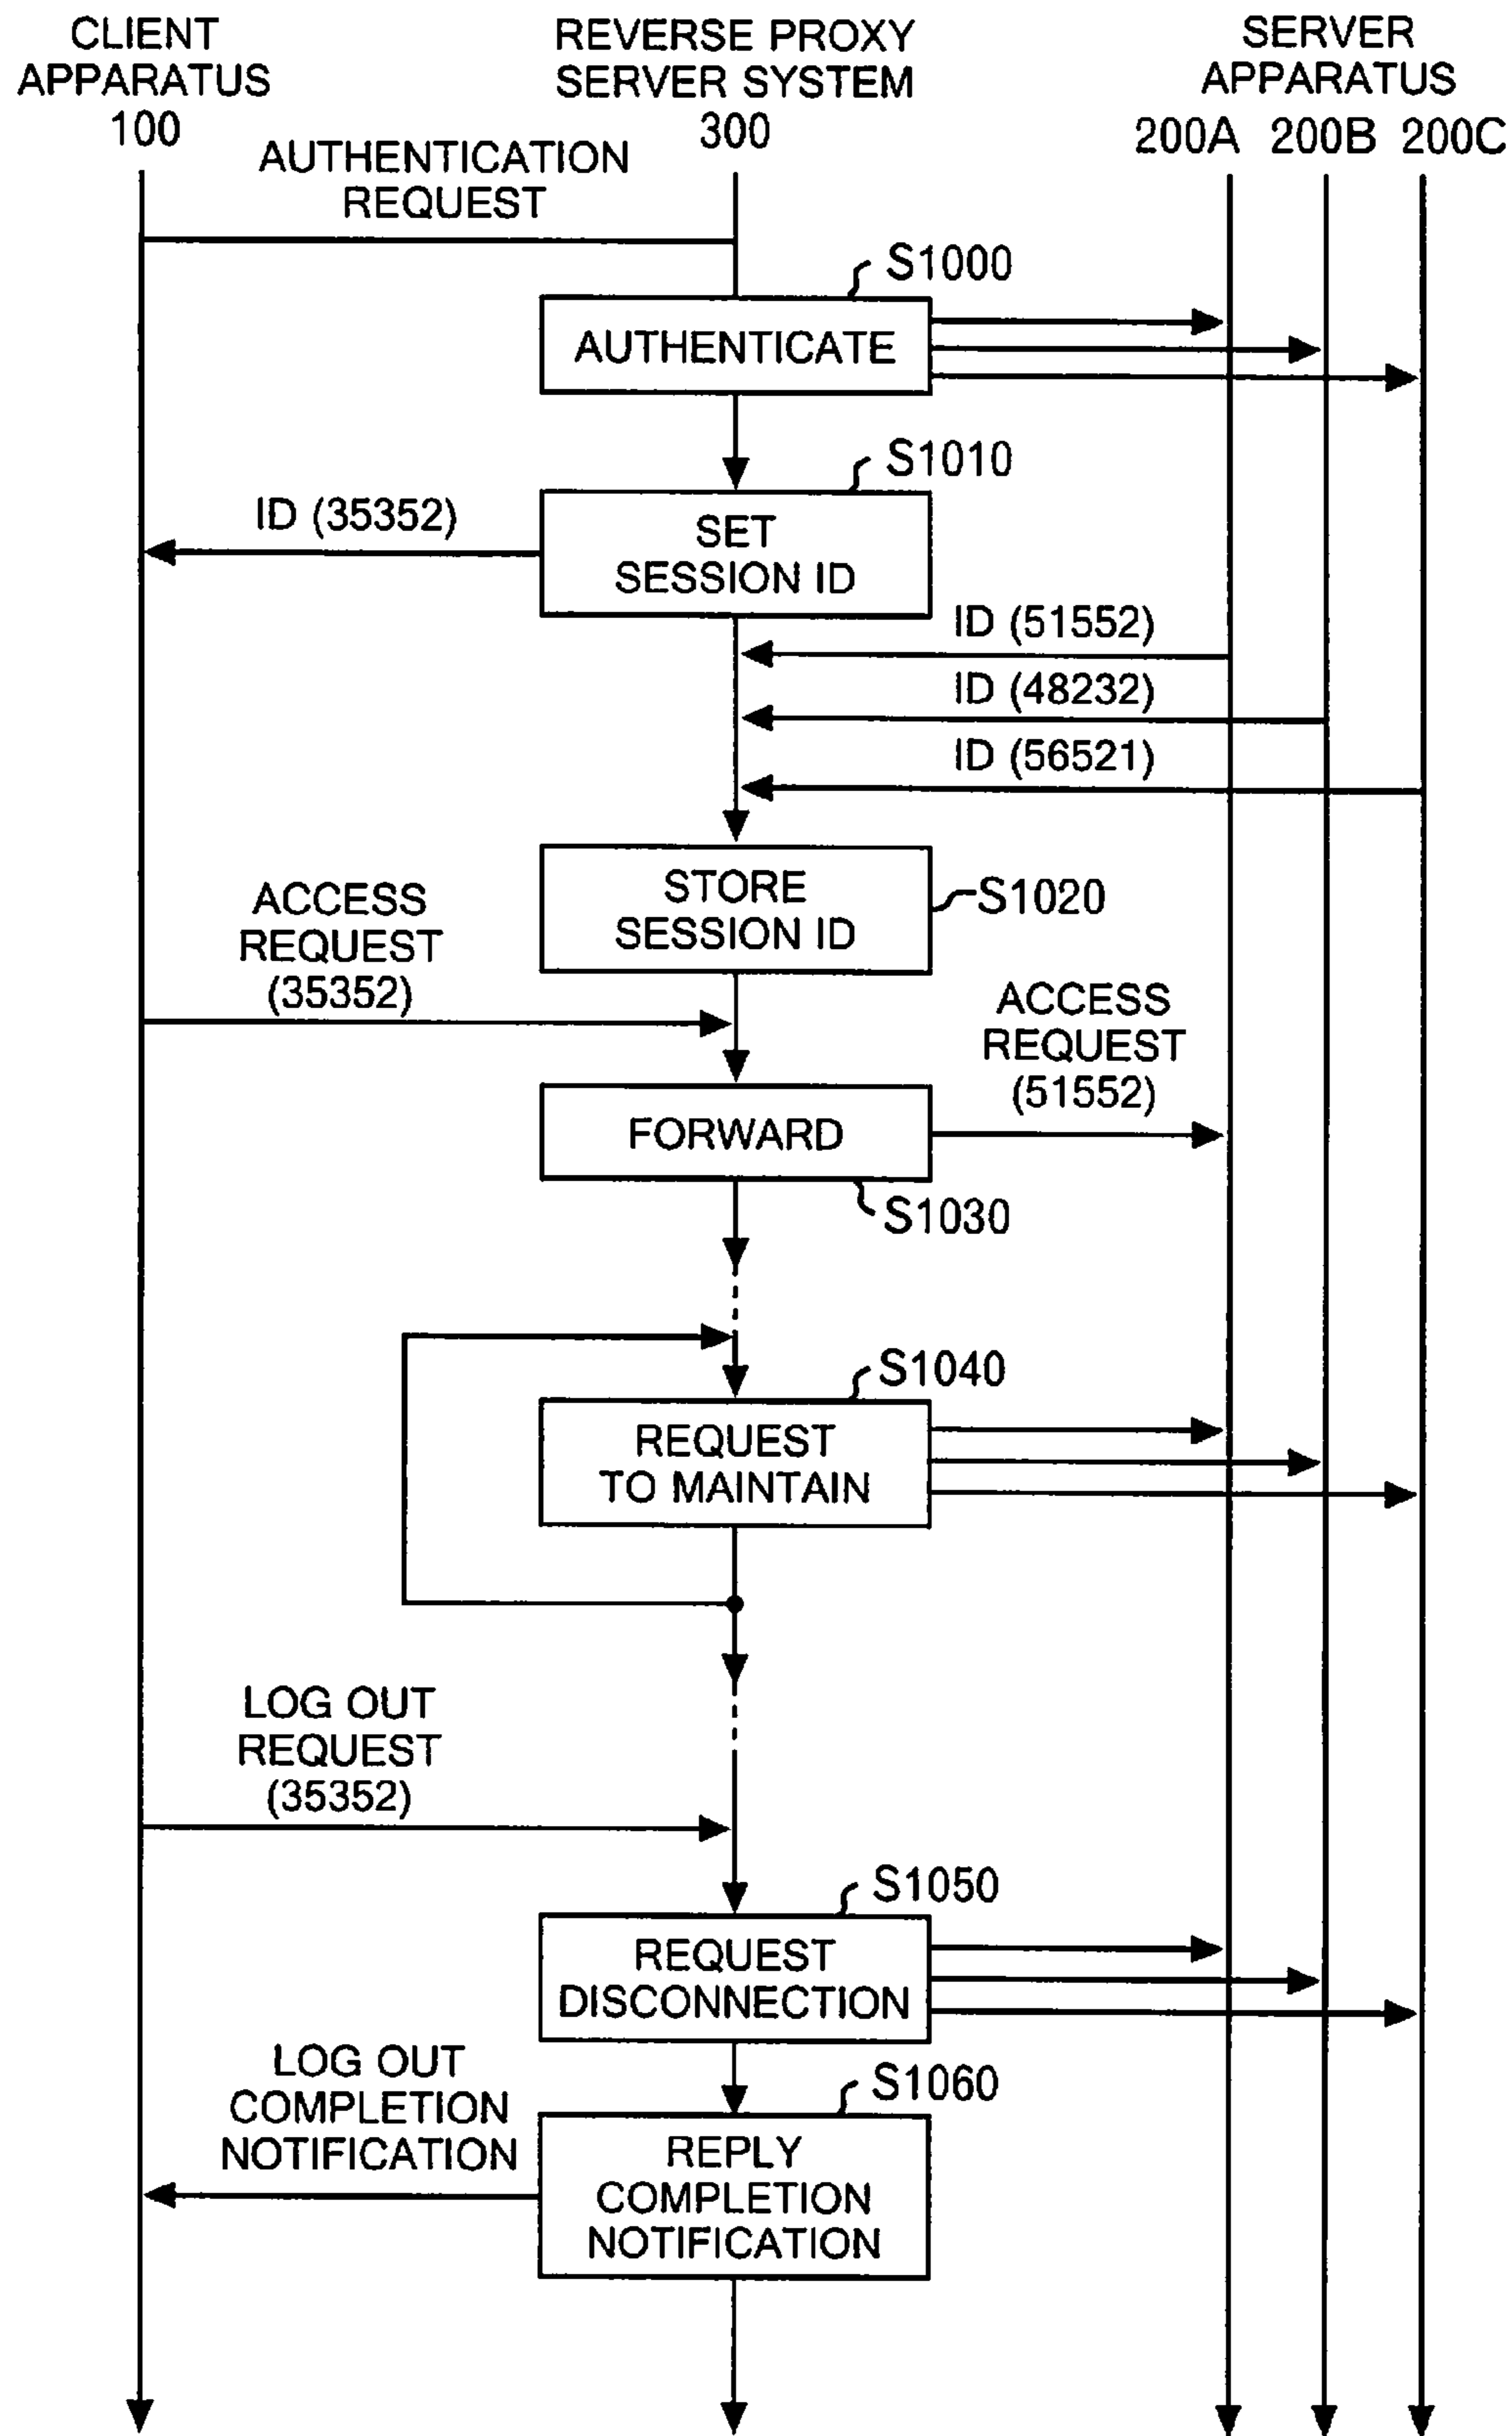 CLIENT
APPARATUS
100
REVERSE PROXY
SERVER SYSTEM
300
SERVER
APPARATUS
200A 200B 200C
AUTHENTICATION
REQUEST
S1000
AUTHENTICATE
S1010
ID (35352)
SET
SESSION ID
ID (51552)
ID (48232)
ID (56521)
STORE
SESSION ID
S1020
ACCESS
REQUEST
(35352)
ACCESS
REQUEST
(51552)
FORWARD
S1030
S1040
REQUEST
TO MAINTAIN
LOG OUT
REQUEST
(35352)
S1050
REQUEST
DISCONNECTION
LOG OUT
COMPLETION
NOTIFICATION
S1060
REPLY
COMPLETION
NOTIFICATION